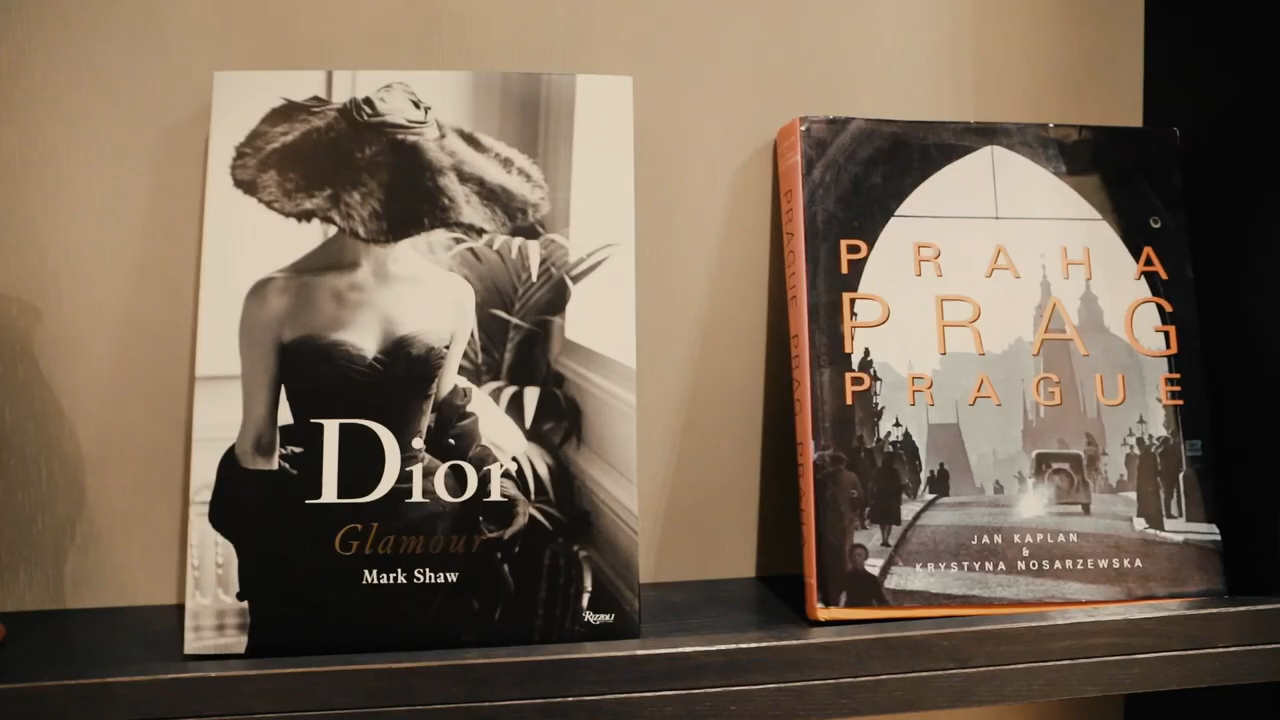 Dior
Glamour
Mark Shaw
RIZZOLI
PRAGUE PRAG PRAHA
PRAHA
PRAG
PRAGUE
JAN KAPLAN
&
KRYSTYNA NOSARZEWSKA